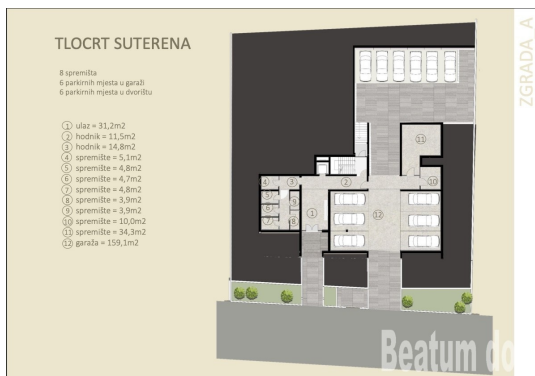 TLOCRT SUTERENA
8 spremišta
6 parkirnih mjesta u garaži
6 parkirnih mjesta u dvorištu
1 ulaz = 31,2m2
2 hodnik = 11,5m2
3 hodnik = 14,8m2
4 spremište = 5,1m2
5 spremište = 4,8m2
6 spremište = 4,7m2
7 spremište = 4,8m2
8 spremište = 3,9m2
9 spremište = 3,9m2
10 spremište = 10,0m2
11 spremište = 34,3m2
12 garaža = 159,1m2
ZGRADA_A
11
10
4
3
2
5
6
9
7
8
1
12
Beatum do